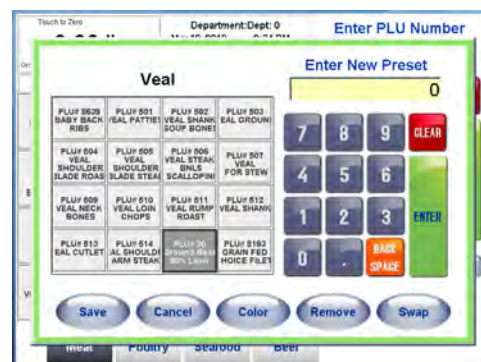 Touch to Zero
Department:Dept: 0
Enter PLU Number
Veal
Enter New Preset
0
PLU# 8639
BABY BACK
RIBS
PLU# 501
VEAL PATTIES
PLU# 502
VEAL SHANK
SOUP BONES
PLU# 503
EAL GROUN
PLU# 504
VEAL
SHOULDER
BLADE ROAS
PLU# 505
VEAL
SHOULDER
BLADE STEAK
PLU# 506
VEAL STEAK
BNLS
SCALLOPINI
PLU# 507
VEAL
FOR STEW
PLU# 509
VEAL NECK
BONES
PLU# 510
VEAL LOIN
CHOPS
PLU# 511
VEAL RUMP
ROAST
PLU# 512
VEAL SHANK
PLU# 513
EAL CUTLET
PLU# 514
AL SHOULDE
ARM STEAK
PLU# 30
Ground Beef
80% Lean
PLU# 8193
GRAIN FED
HOICE FILET
7 8 9 CLEAR
4 5 6
1 2 3 ENTER
0 . BACK
SPACE
Save Cancel Color Remove Swap
Meat Poultry Seafood Beer